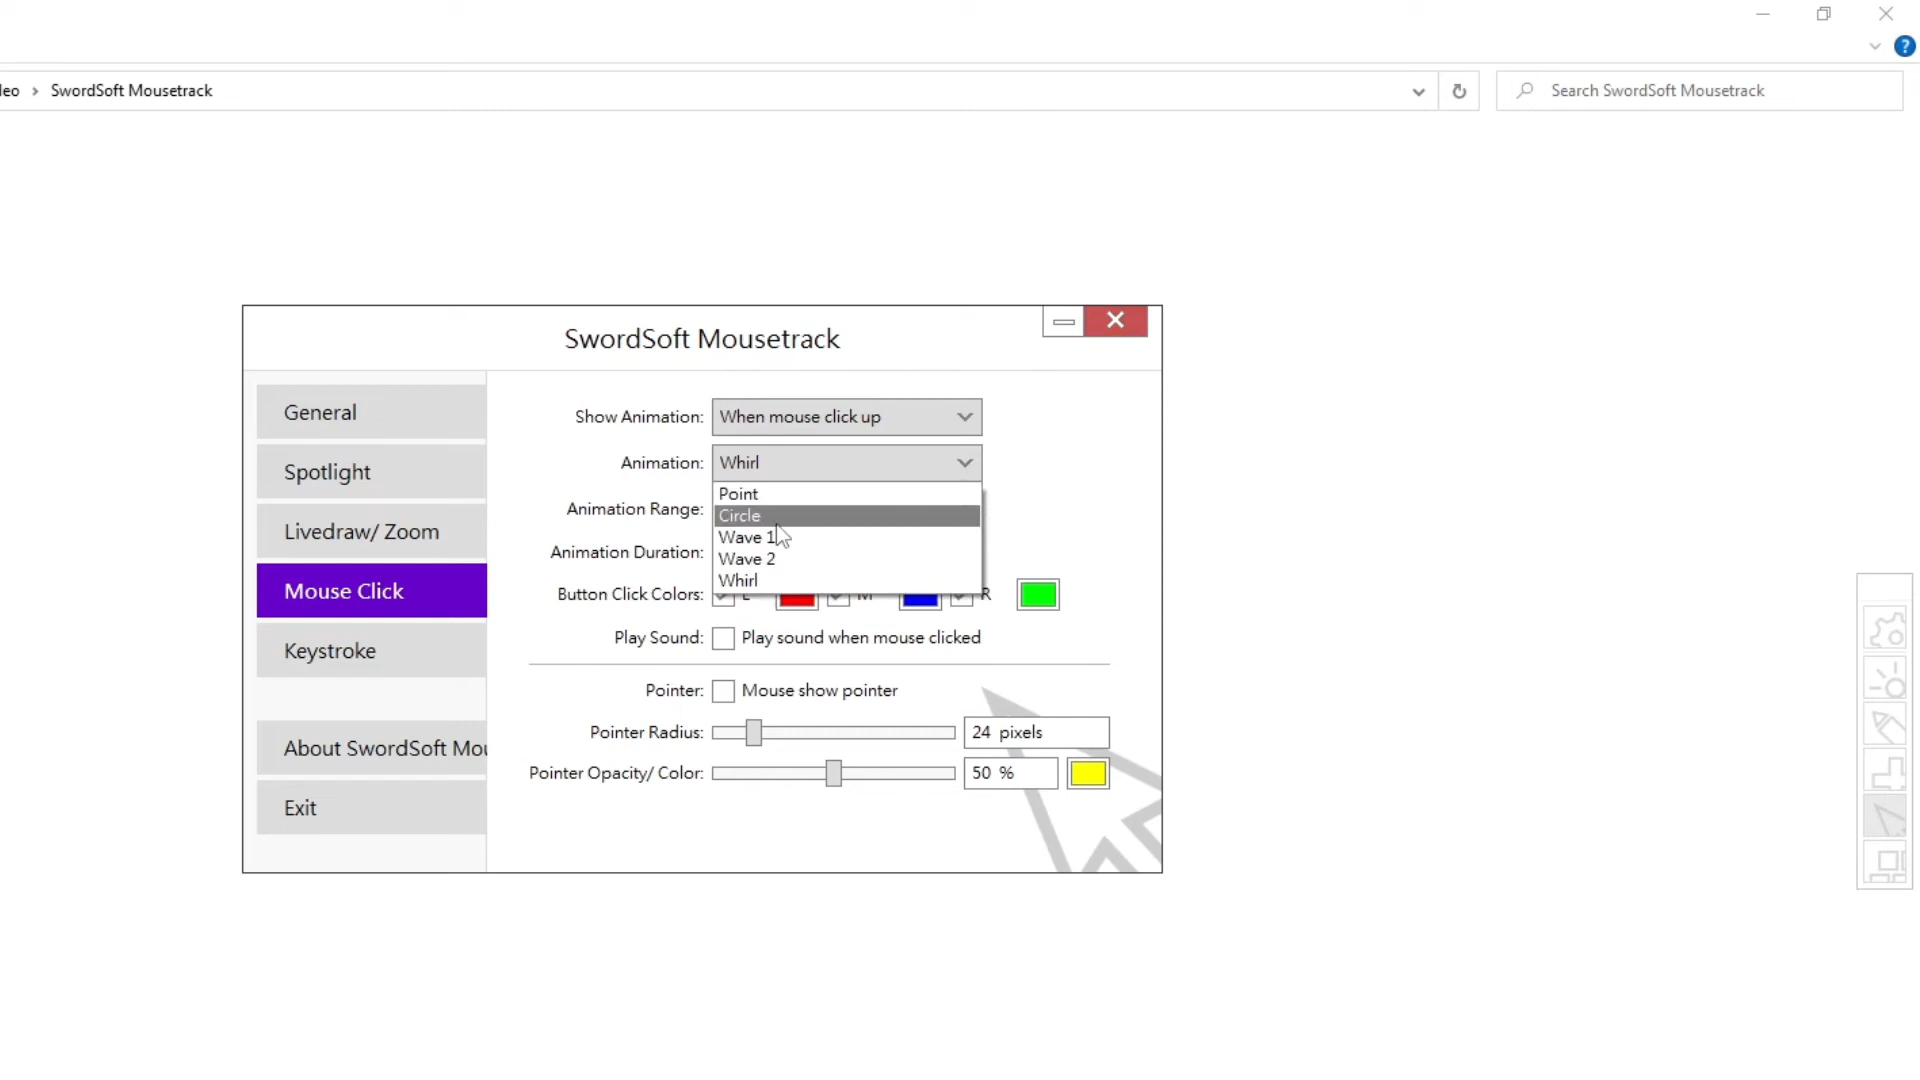 SwordSoft Mousetrack
Search SwordSoft Mousetrack
SwordSoft Mousetrack
General
Spotlight
Livedraw/ Zoom
Mouse Click
Keystroke
About SwordSoft
Exit
Show Animation: When mouse click up
Animation: Whirl
Point
Circle
Wave 1
Wave 2
Whirl
Animation Range:
Animation Duration:
Button Click Colors: L M R
Play Sound: Play sound when mouse clicked
Pointer: Mouse show pointer
Pointer Radius: 24 pixels
Pointer Opacity/ Color: 50 %